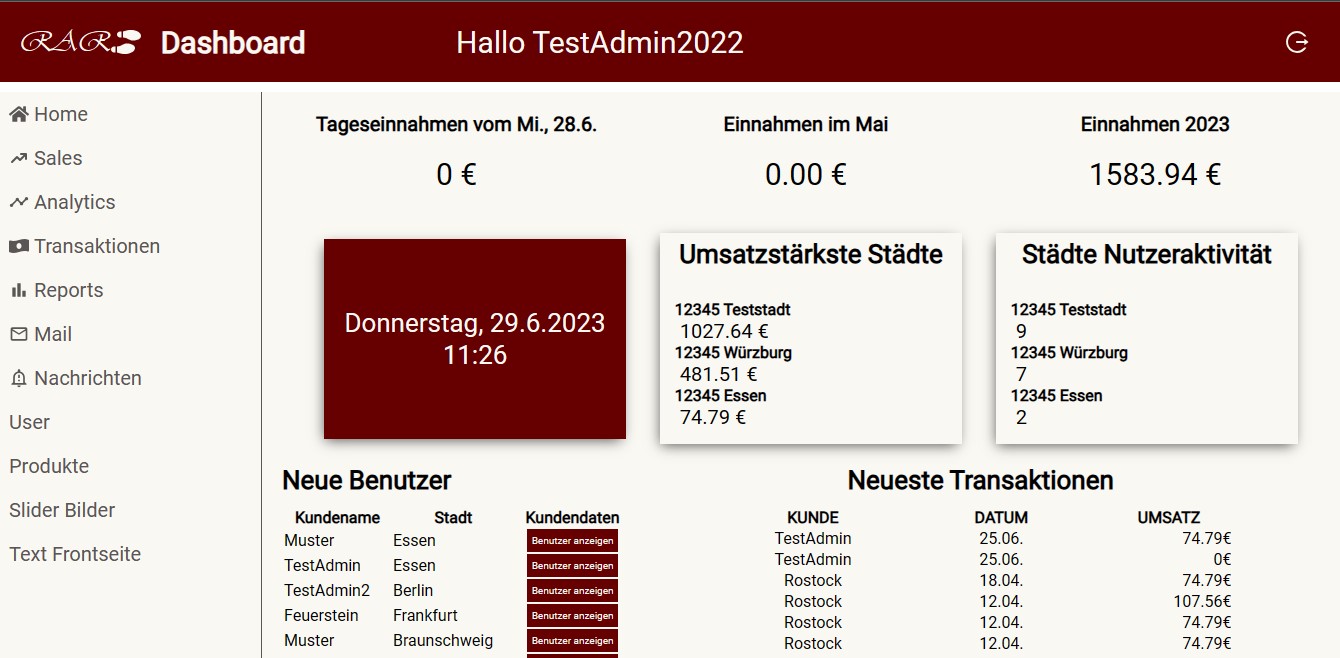 RAR Dashboard Hallo TestAdmin2022
Home
Sales
Analytics
Transaktionen
Reports
Mail
Nachrichten
User
Produkte
Slider Bilder
Text Frontseite
Tageseinnahmen vom Mi., 28.6.
0 €
Einnahmen im Mai
0.00 €
Einnahmen 2023
1583.94 €
Donnerstag, 29.6.2023
11:26
Umsatzstärkste Städte
12345 Teststadt
1027.64 €
12345 Würzburg
481.51 €
12345 Essen
74.79 €
Städte Nutzeraktivität
12345 Teststadt
9
12345 Würzburg
7
12345 Essen
2
Neue Benutzer
Kundename Stadt Kundendaten
Muster Essen Benutzer anzeigen
TestAdmin Essen Benutzer anzeigen
TestAdmin2 Berlin Benutzer anzeigen
Feuerstein Frankfurt Benutzer anzeigen
Muster Braunschweig Benutzer anzeigen
Neueste Transaktionen
KUNDE DATUM UMSATZ
TestAdmin 25.06. 74.79€
TestAdmin 25.06. 0€
Rostock 18.04. 74.79€
Rostock 12.04. 107.56€
Rostock 12.04. 74.79€
Rostock 12.04. 74.79€